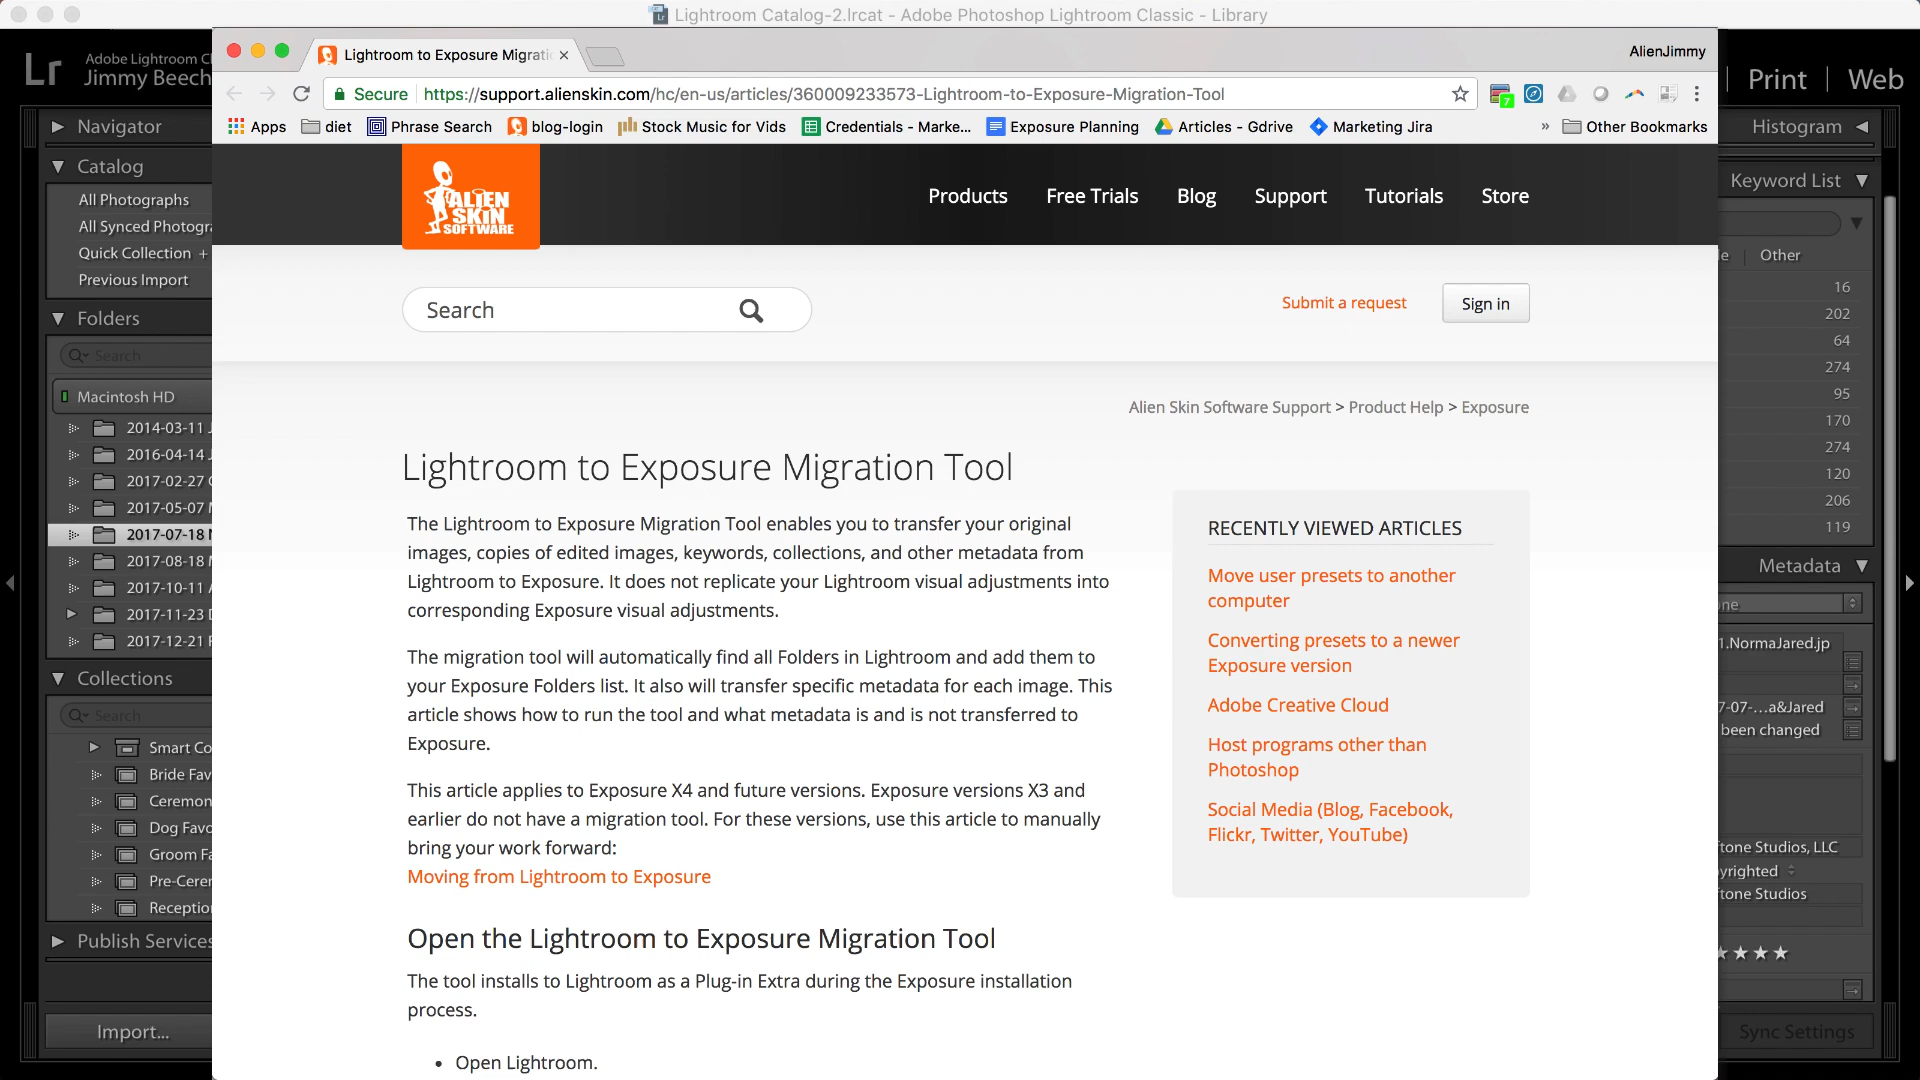 Lightroom Catalog-2.lrcat - Adobe Photoshop Lightroom Classic - Library
Lr
Adobe Lightroom Cl
Jimmy Beech
Print | Web
Lightroom to Exposure Migrati
AlienJimmy
Secure
https://support.alienskin.com/hc/en-us/articles/360009233573-Lightroom-to-Exposure-Migration-Tool
7
Apps
diet
Phrase Search
blog-login
Stock Music for Vids
Credentials - Marke...
Exposure Planning
Articles - Gdrive
Marketing Jira
»
Other Bookmarks
Navigator
Catalog
All Photographs
All Synced Photogra
Quick Collection +
Previous Import
Folders
Search
Macintosh HD
2014-03-11
2016-04-14
2017-02-27
2017-05-07
2017-07-18
2017-08-18
2017-10-11
2017-11-23
2017-12-21
Collections
Search
Smart Co
Bride Fav
Ceremon
Dog Favo
Groom Fa
Pre-Cerer
Reception
Publish Services
Import...
ALIEN
SKIN
SOFTWARE
Products
Free Trials
Blog
Support
Tutorials
Store
Search
Submit a request
Sign in
Alien Skin Software Support > Product Help > Exposure
Lightroom to Exposure Migration Tool
The Lightroom to Exposure Migration Tool enables you to transfer your original
images, copies of edited images, keywords, collections, and other metadata from
Lightroom to Exposure. It does not replicate your Lightroom visual adjustments into
corresponding Exposure visual adjustments.
The migration tool will automatically find all Folders in Lightroom and add them to
your Exposure Folders list. It also will transfer specific metadata for each image. This
article shows how to run the tool and what metadata is and is not transferred to
Exposure.
This article applies to Exposure X4 and future versions. Exposure versions X3 and
earlier do not have a migration tool. For these versions, use this article to manually
bring your work forward:
Moving from Lightroom to Exposure
Open the Lightroom to Exposure Migration Tool
The tool installs to Lightroom as a Plug-in Extra during the Exposure installation
process.
• Open Lightroom.
RECENTLY VIEWED ARTICLES
Move user presets to another
computer
Converting presets to a newer
Exposure version
Adobe Creative Cloud
Host programs other than
Photoshop
Social Media (Blog, Facebook,
Flickr, Twitter, YouTube)
Histogram
Keyword List
Other
16
202
64
274
95
170
274
120
206
119
Metadata
one
1.NormaJared.jp
7-07-...a&Jared
been changed
ftone Studios, LLC
yrighted
ftone Studios
Sync Settings